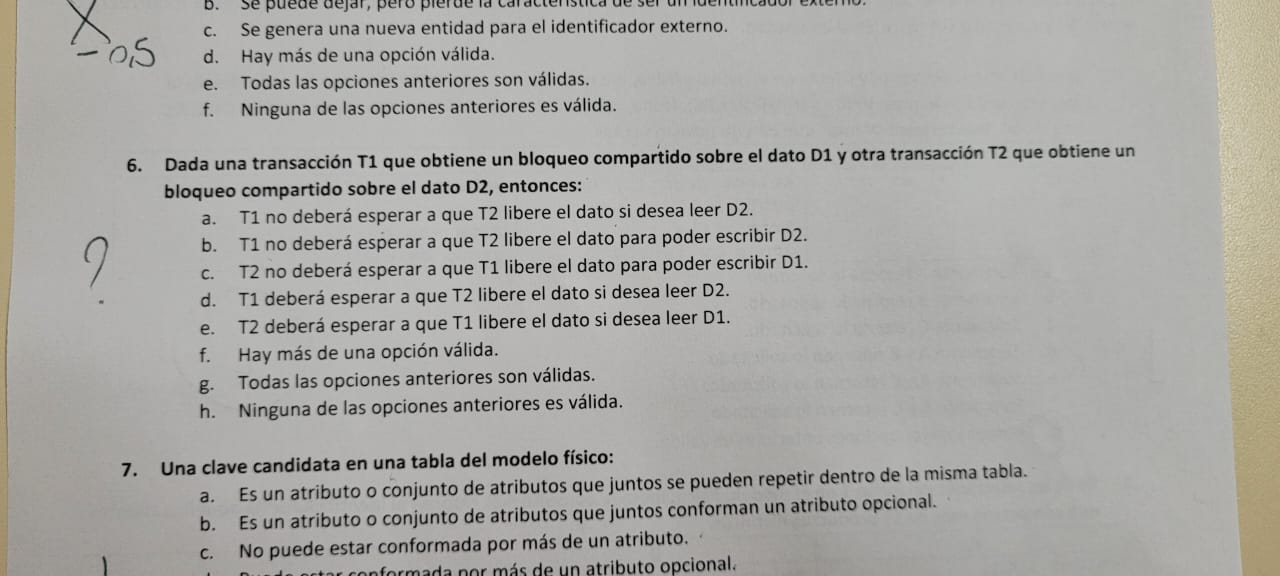 b. Se puede dejar, pero pierde la característica de ser un identificador externo.
c. Se genera una nueva entidad para el identificador externo.
-0,5
d. Hay más de una opción válida.
e. Todas las opciones anteriores son válidas.
f. Ninguna de las opciones anteriores es válida.
6. Dada una transacción T1 que obtiene un bloqueo compartido sobre el dato D1 y otra transacción T2 que obtiene un
bloqueo compartido sobre el dato D2, entonces:
a. T1 no deberá esperar a que T2 libere el dato si desea leer D2.
b. T1 no deberá esperar a que T2 libere el dato para poder escribir D2.
?
c. T2 no deberá esperar a que T1 libere el dato para poder escribir D1.
d. T1 deberá esperar a que T2 libere el dato si desea leer D2.
e. T2 deberá esperar a que T1 libere el dato si desea leer D1.
f. Hay más de una opción válida.
g. Todas las opciones anteriores son válidas.
h. Ninguna de las opciones anteriores es válida.
7. Una clave candidata en una tabla del modelo físico:
a. Es un atributo o conjunto de atributos que juntos se pueden repetir dentro de la misma tabla.
b. Es un atributo o conjunto de atributos que juntos conforman un atributo opcional.
c. No puede estar conformada por más de un atributo.
estar conformada por más de un atributo opcional.